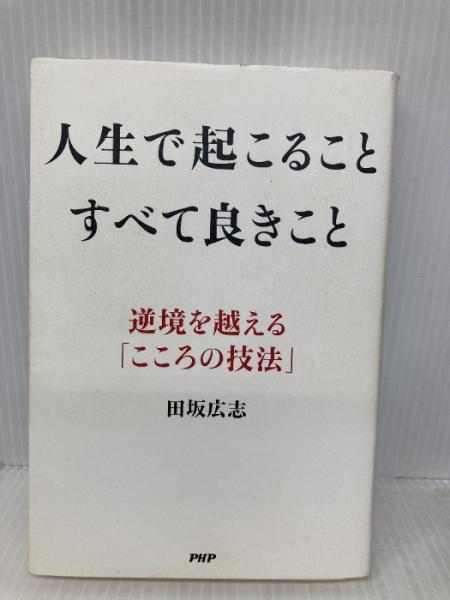 人生で起こること
すべて良きこと
逆境を越える
「こころの技法」
田坂広志
PHP